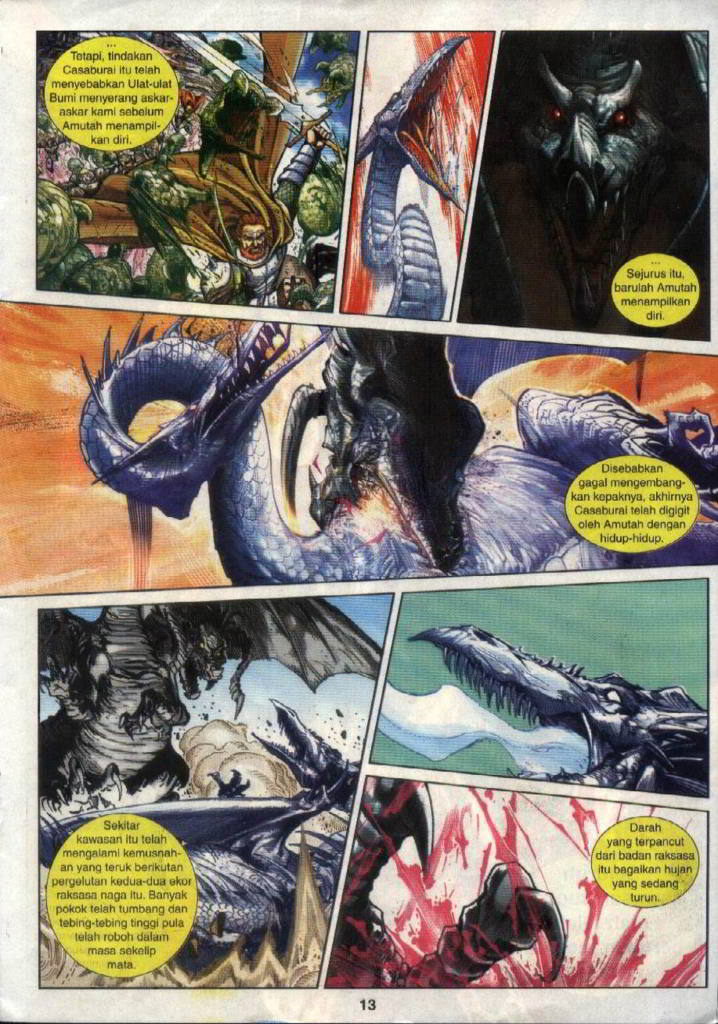 ...
Tetapi, tindakan
Casaburai itu telah
menyebabkan Ulat-ulat
Bumi menyerang askar-
askar kami sebelum
Amutah menampil-
kan diri.
...
Sejurus itu,
barulah Amutah
menampilkan
diri.
Disebabkan
gagal mengembang-
kan kepaknya, akhirnya
Casaburai telah digigit
oleh Amutah dengan
hidup-hidup.
Sekitar
kawasan itu telah
mengalami kemusnah-
an yang teruk berikutan
pergelutan kedua-dua ekor
raksasa naga itu. Banyak
pokok telah tumbang dan
tebing-tebing tinggi pula
telah roboh dalam
masa sekelip
mata.
Darah
yang terpancut
dari badan raksasa
itu bagaikan hujan
yang sedang
turun.
13